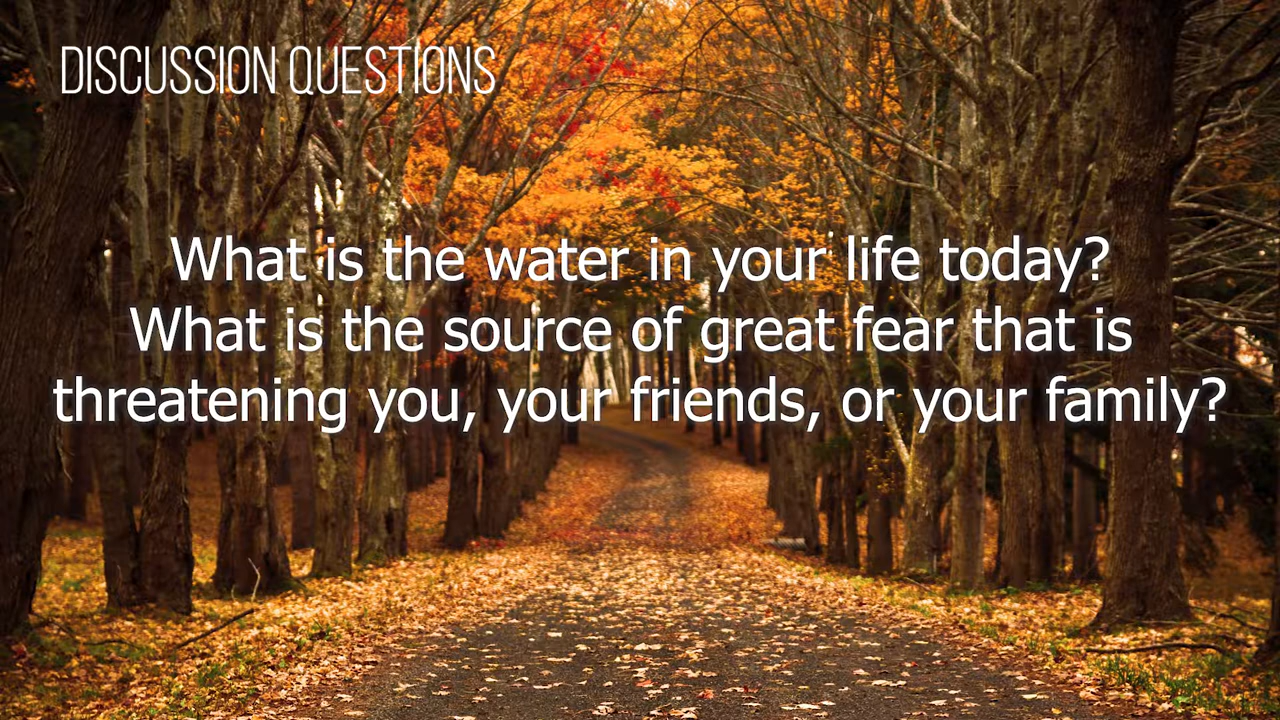 DISCUSSION QUESTIONS
What is the water in your life today?
What is the source of great fear that is
threatening you, your friends, or your family?